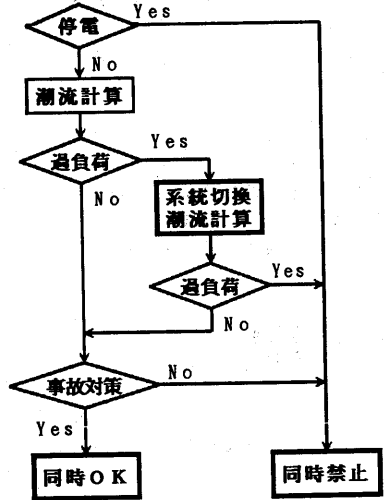 停電
Yes
No
潮流計算
過負荷
Yes
No
系統切換
潮流計算
過負荷
Yes
No
事故対策
No
Yes
同時OK
同時禁止